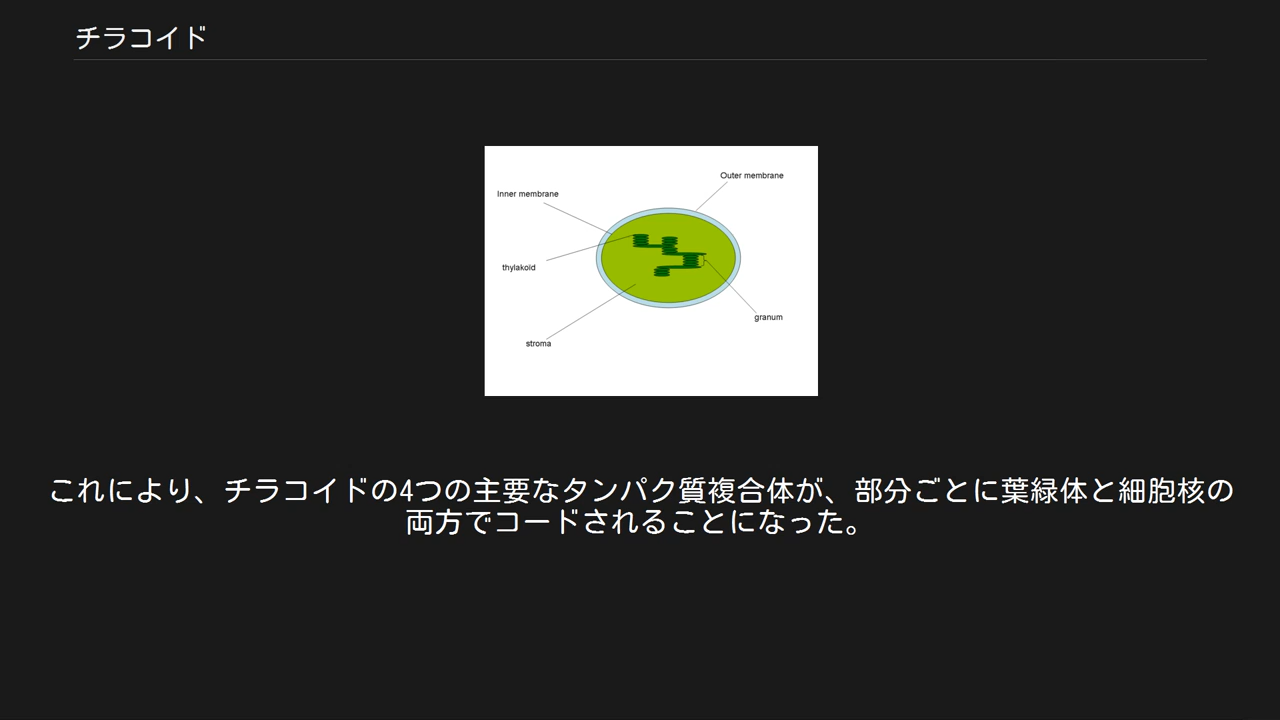 チラコイド
Outer membrane
Inner membrane
thylakoid
granum
stroma
これにより、チラコイドの4つの主要なタンパク質複合体が、部分ごとに葉緑体と細胞核の
両方でコードされることになった。